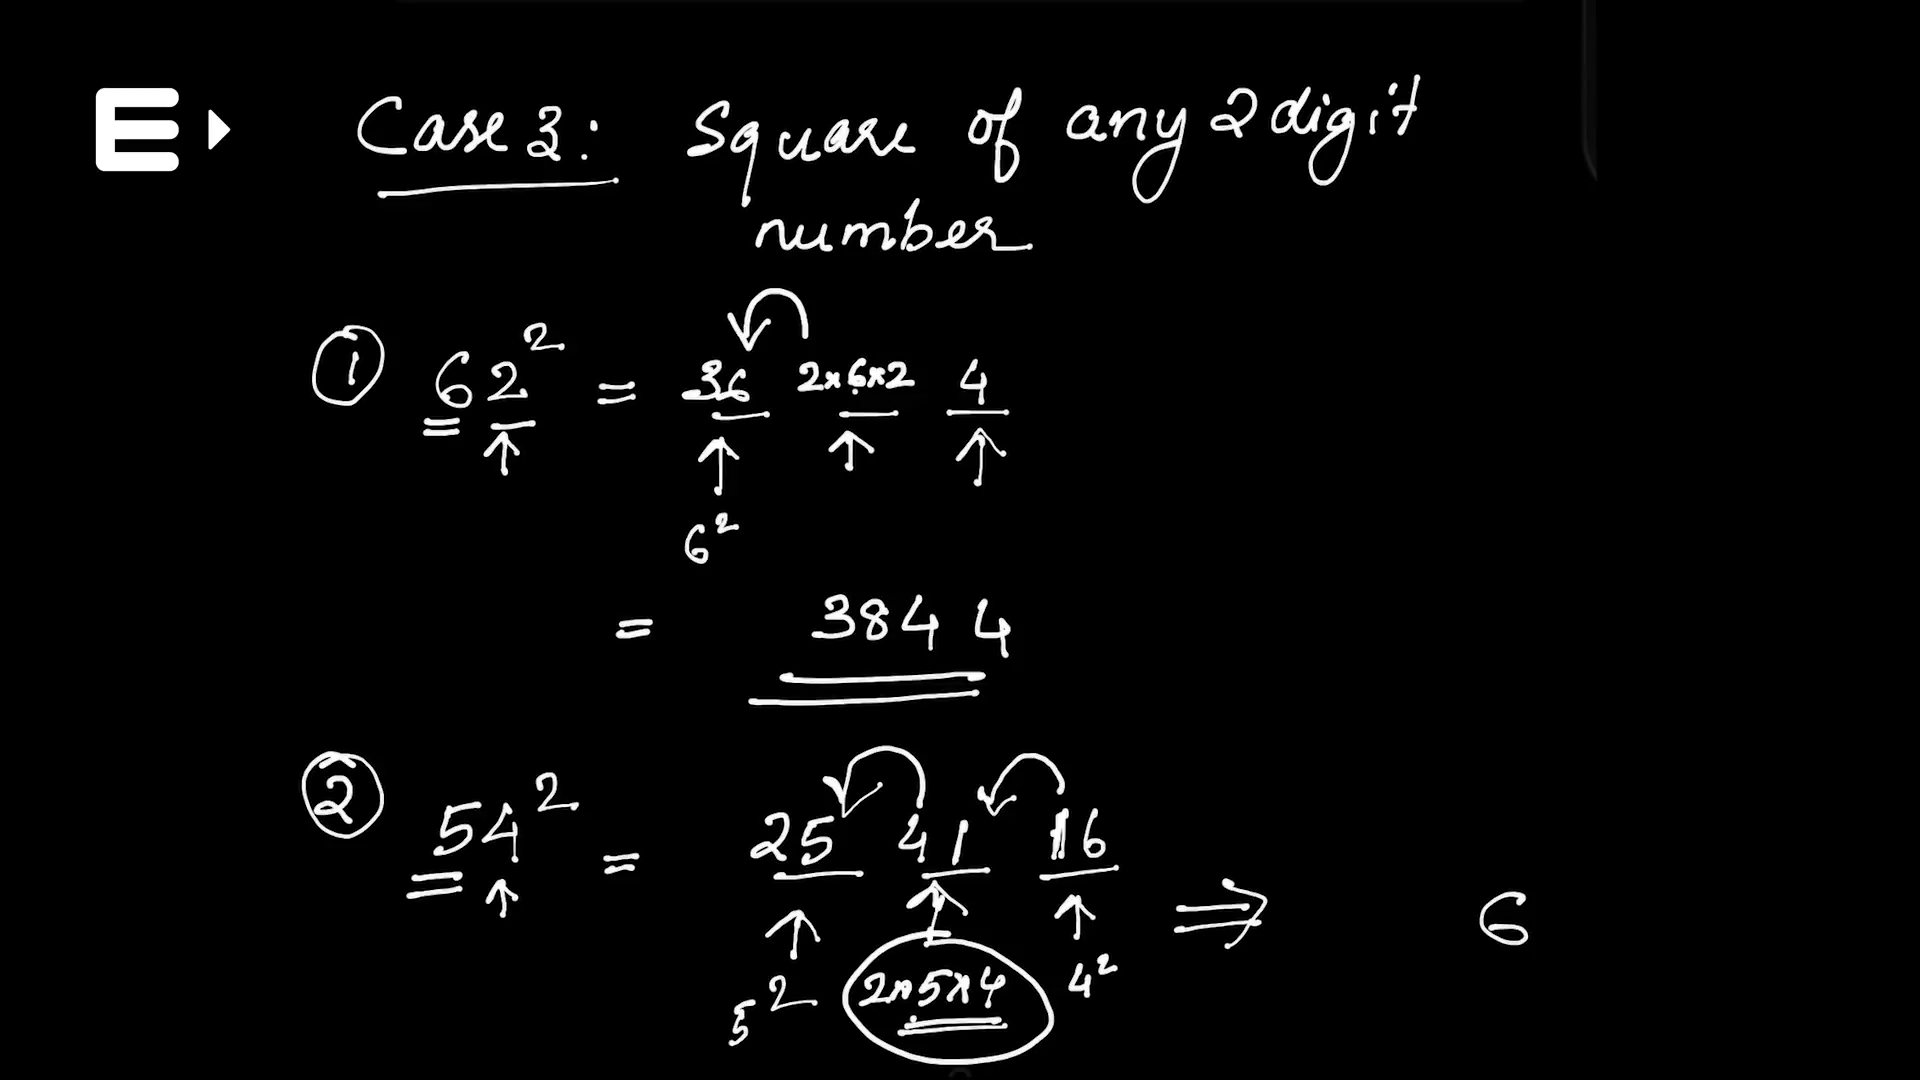 E
Case 3: Square of any 2 digit
number
① 62² = 36 2×6×2 4
6²
= 3844
② 54² = 25 41 16 ⇒ 6
5² 2×5×4 4²